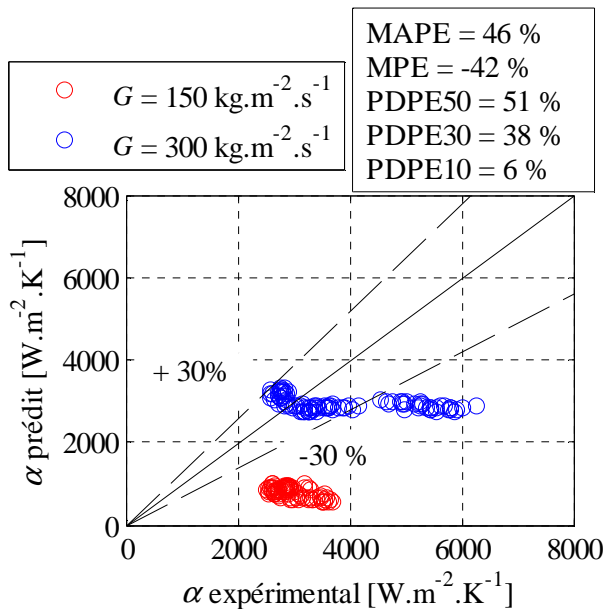 MAPE = 46 %
MPE = -42 %
PDPE50 = 51 %
PDPE30 = 38 %
PDPE10 = 6 %
G = 150 kg.m⁻².s⁻¹
G = 300 kg.m⁻².s⁻¹
8000
6000
4000
2000
0
α prédit [W.m⁻².K⁻¹]
+ 30%
-30 %
0 2000 4000 6000 8000
α expérimental [W.m⁻².K⁻¹]